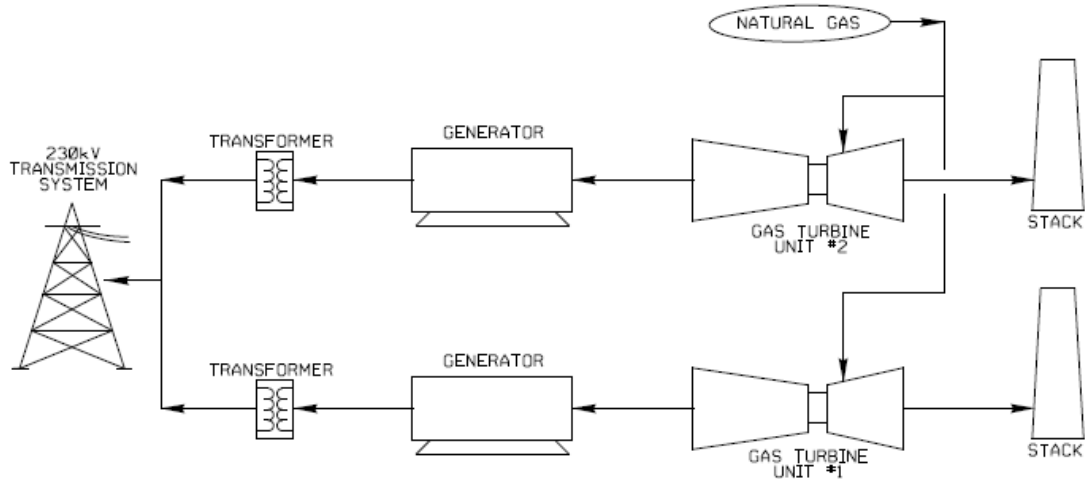 NATURAL GAS
230kV
TRANSMISSION
SYSTEM
TRANSFORMER
GENERATOR
GAS TURBINE
UNIT #2
STACK
TRANSFORMER
GENERATOR
GAS TURBINE
UNIT #1
STACK